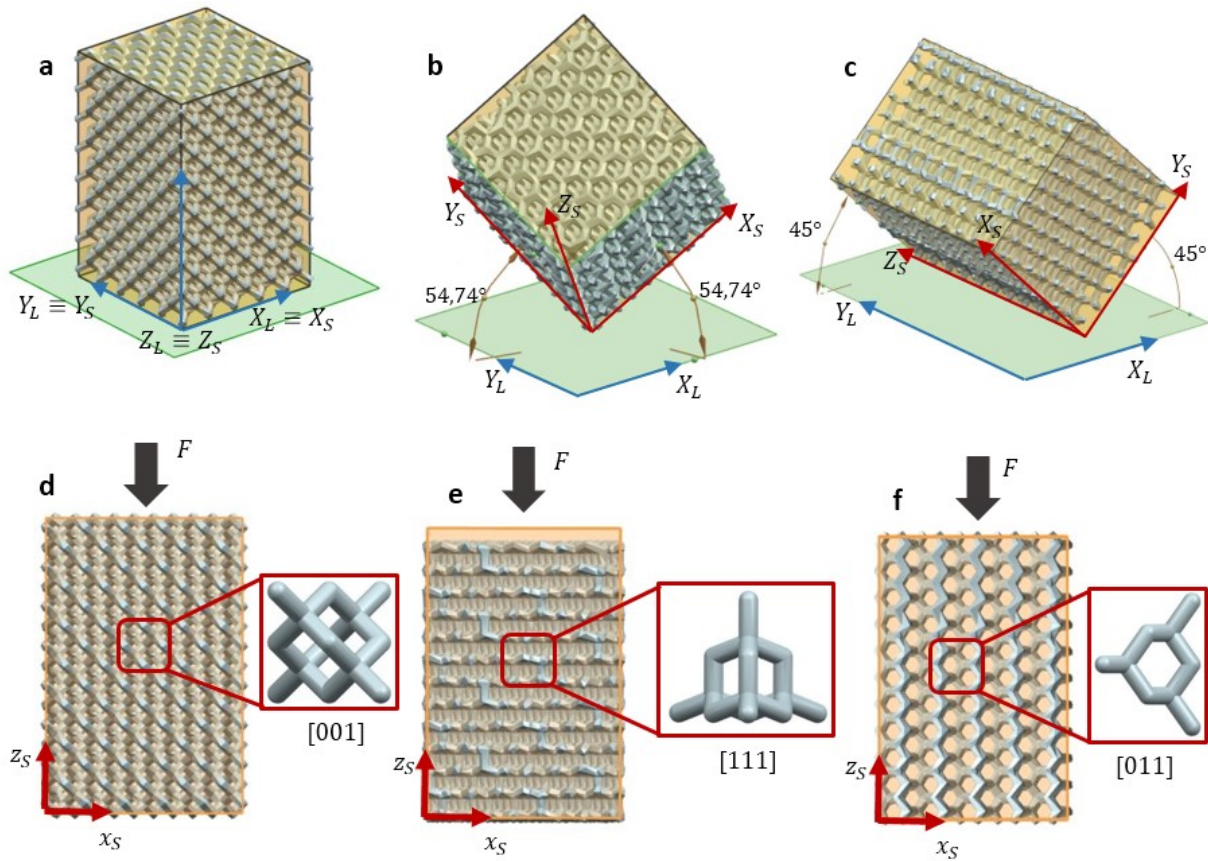 a
b
c
Y_L ≡ Y_S
X_L ≡ X_S
Z_L ≡ Z_S
Y_S
Z_S
X_S
54,74°
54,74°
Y_L
X_L
Y_S
X_S
Z_S
45°
45°
Y_L
X_L
F
F
F
d
e
f
[001]
[111]
[011]
z_S
x_S
z_S
x_S
z_S
x_S